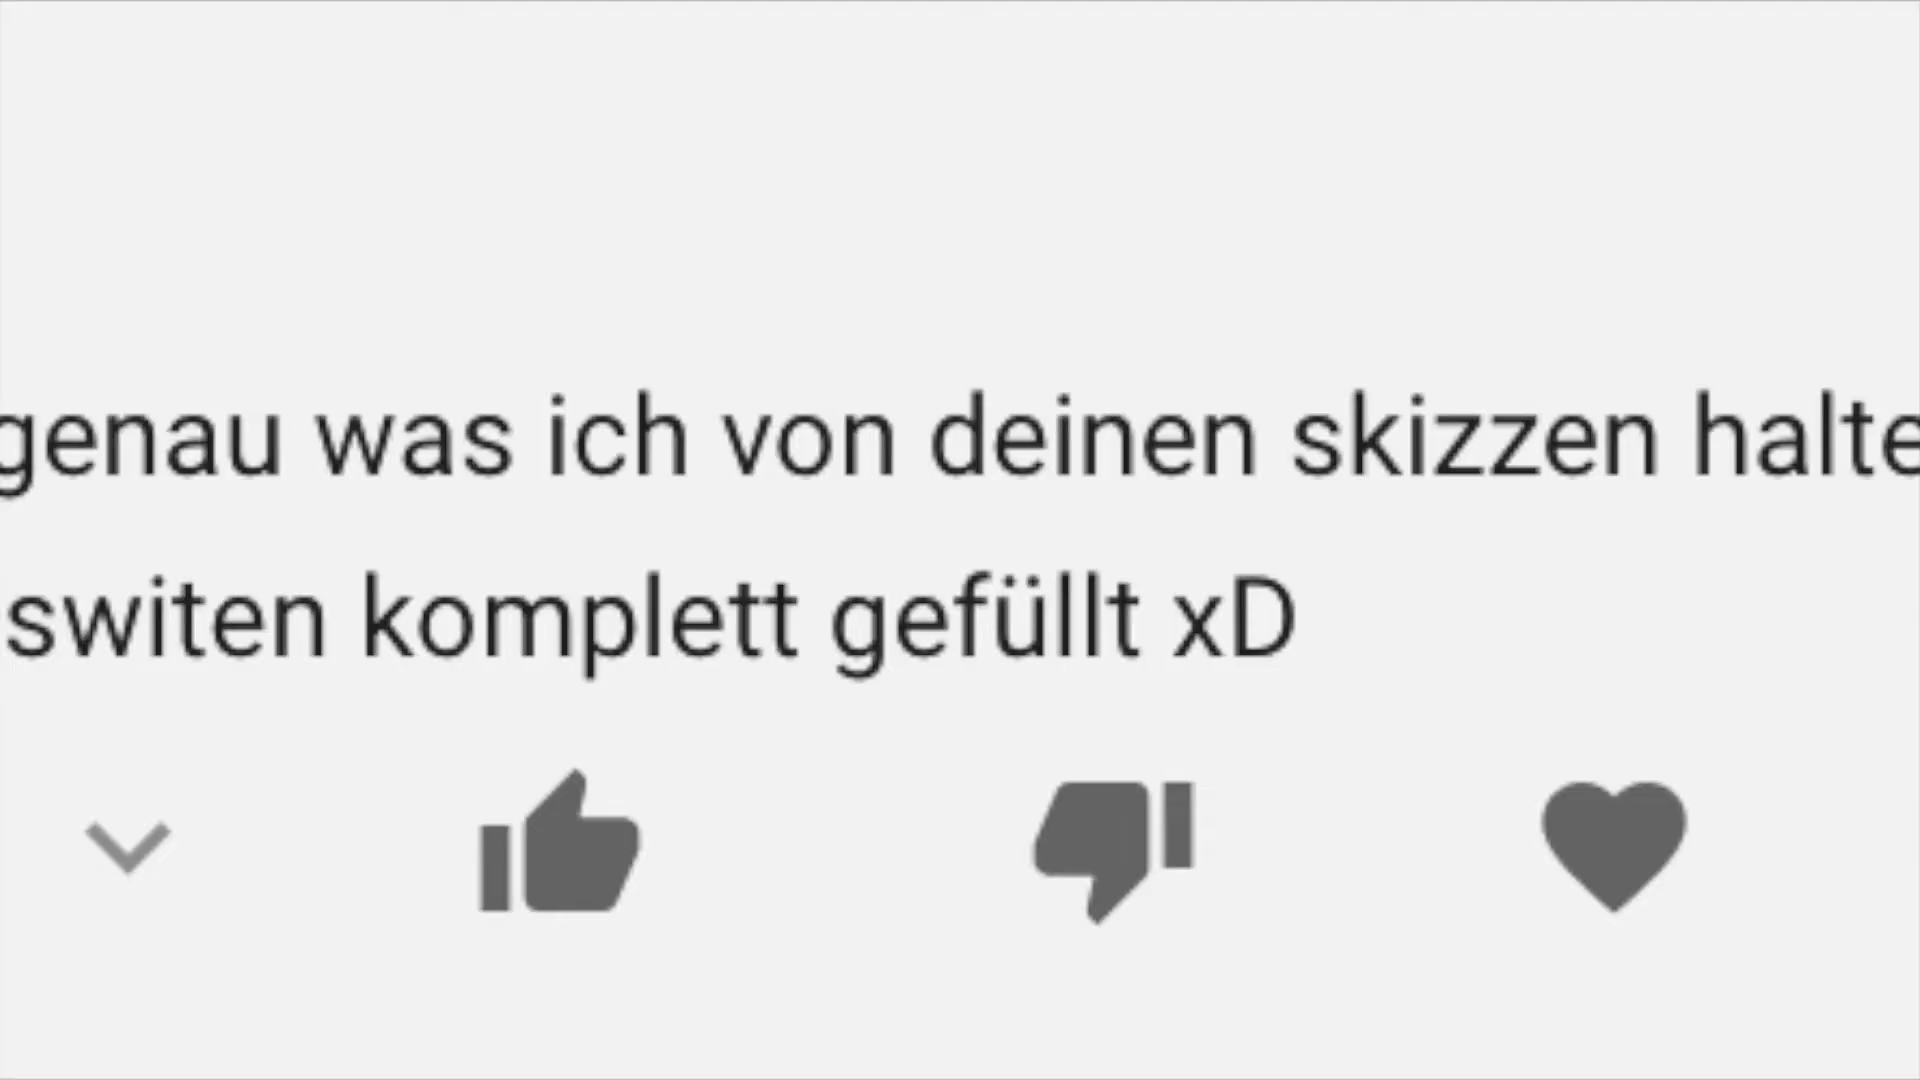 genau was ich von deinen skizzen halte
switen komplett gefüllt xD